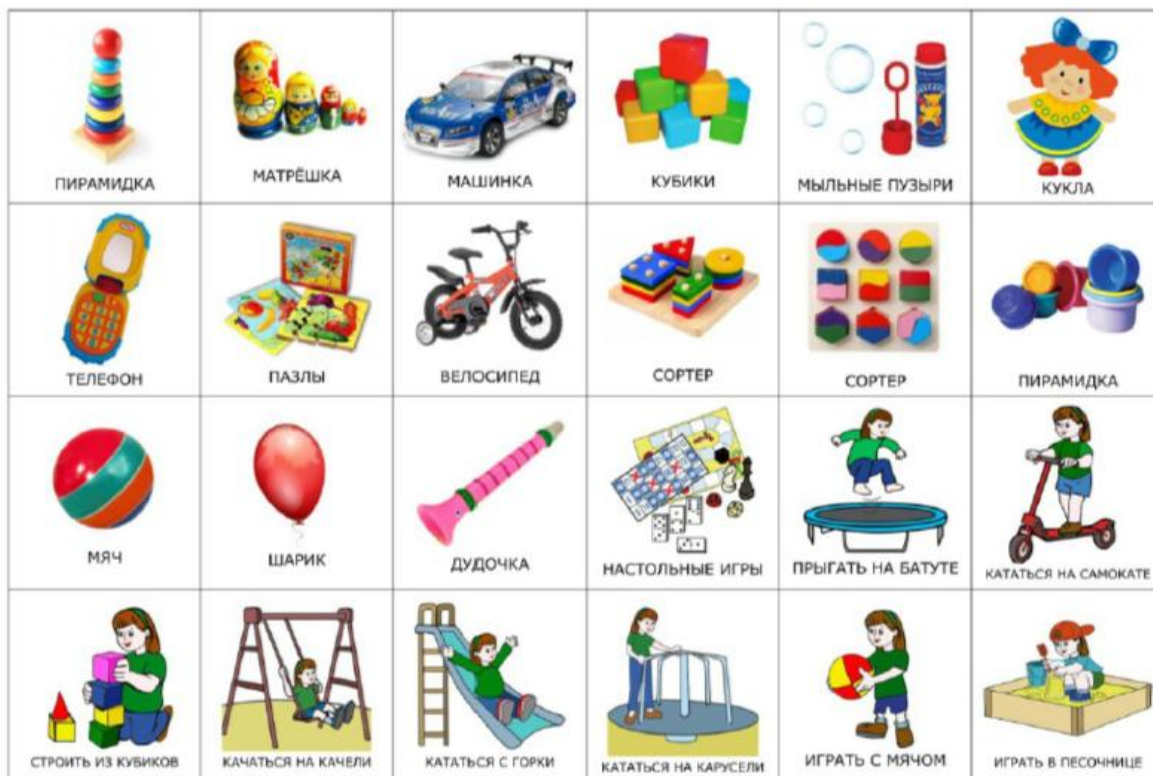 ПИРАМИДКА
МАТРЁШКА
МАШИНКА
КУБИКИ
МЫЛЬНЫЕ ПУЗЫРИ
КУКЛА
ТЕЛЕФОН
ПАЗЛЫ
ВЕЛОСИПЕД
СОРТЕР
СОРТЕР
ПИРАМИДКА
МЯЧ
ШАРИК
ДУДОЧКА
НАСТОЛЬНЫЕ ИГРЫ
ПРЫГАТЬ НА БАТУТЕ
КАТАТЬСЯ НА САМОКАТЕ
СТРОИТЬ ИЗ КУБИКОВ
КАЧАТЬСЯ НА КАЧЕЛИ
КАТАТЬСЯ С ГОРКИ
КАТАТЬСЯ НА КАРУСЕЛИ
ИГРАТЬ С МЯЧОМ
ИГРАТЬ В ПЕСОЧНИЦЕ